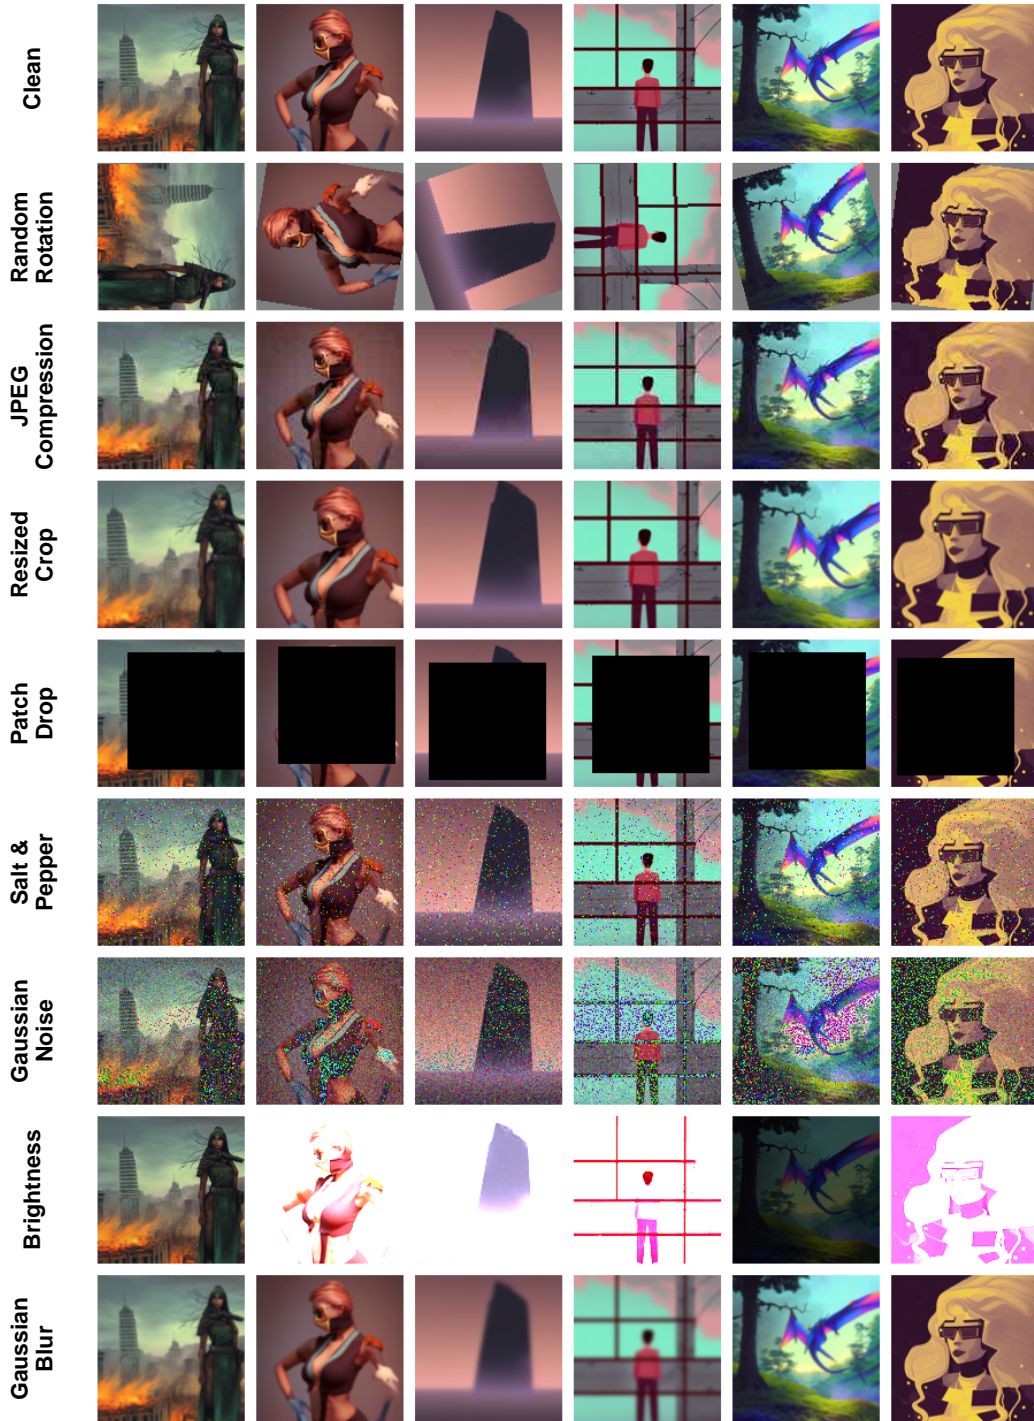 Clean
Random
Rotation
JPEG
Compression
Resized
Crop
Patch
Drop
Salt &
Pepper
Gaussian
Noise
Brightness
Gaussian
Blur